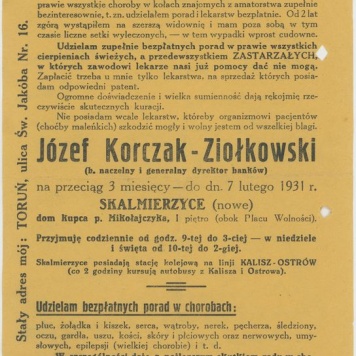 prawie wszystkie choroby w kołach znajomych z amatorstwa zupełnie
bezinteresownie, t. zn. udzielałem porad i lekarstw bezpłatnie. Od 2 lat
zgórą wystąpiłem na szerszą widownię i mam poza sobą w tym
czasie liczne setki wyleczonych, — w tem wypadki wprost cudowne.
Udzielam zupełnie bezpłatnych porad w prawie wszystkich
cierpieniach świeżych, a przedewszystkiem ZASTARZAŁYCH,
w których zawodowi lekarze nasi już pomocy dać nie mogą.
Zapłacić trzeba u mnie tylko lekarstwa, na sprzedaż których posia-
dam odpowiedni patent.
Ogromne doświadczenie i wielka sumienność dają rękojmię rze-
czywiście skutecznych kuracji.
Nie posiadam wcale lekarstw, któreby organizmowi pacjentów
(choćby maleńkich) szkodzić mogły i wolny jestem od wszelkiej blagi.
Józef Korczak-Ziołkowski
(b. naczelny i generalny dyrektor banków)
na przeciąg 3 miesięcy — do dn. 7 lutego 1931 r.
SKALMIERZYCE (nowe)
dom Kupca p. Mikołajczyka, I piętro (obok Placu Wolności).
Przyjmuję codziennie od godz. 9-tej do 3-ciej — w niedziele
i święta od 10-tej do 2-giej.
Skalmierzyce posiadają stację kolejową na linji KALISZ-OSTRÓW
(co 2 godziny kursują autobusy z Kalisza i Ostrowa).
Udzielam bezpłatnych porad w chorobach:
płuc, żołądka i kiszek, serca, wątroby, nerek, pęcherza, śledziony,
oczu, gardła, uszu, kości, skóry i płciowych oraz nerwowych, umy-
słowych, epilepsji (wielkiej chorobie) i t. d.
Stały adres mój: TORUŃ, ulica Św. Jakóba Nr. 16.